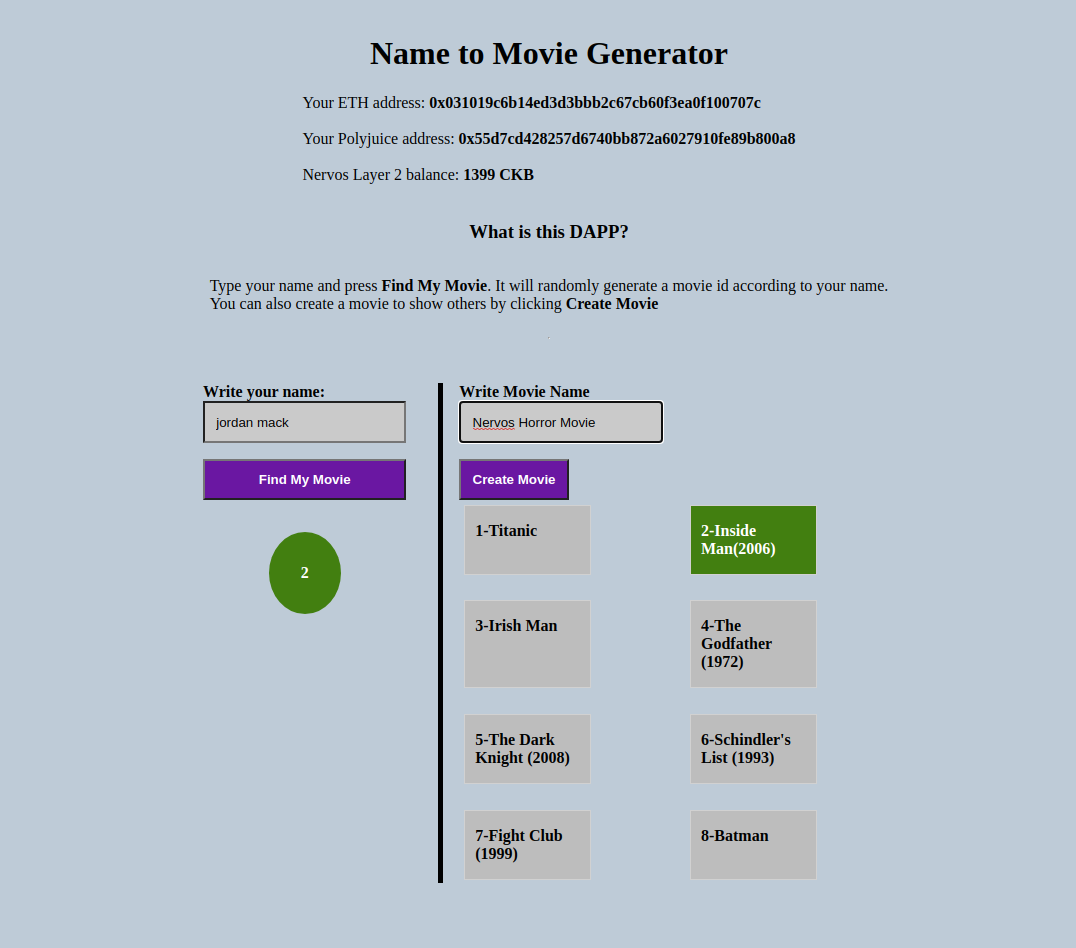 Name to Movie Generator
Your ETH address: 0x031019c6b14ed3d3bbb2c67cb60f3ea0f100707c
Your Polyjuice address: 0x55d7cd428257d6740bb872a6027910fe89b800a8
Nervos Layer 2 balance: 1399 CKB
What is this DAPP?
Type your name and press Find My Movie. It will randomly generate a movie id according to your name.
You can also create a movie to show others by clicking Create Movie
Write your name:
jordan mack
Find My Movie
2
Write Movie Name
Nervos Horror Movie
Create Movie
1-Titanic
2-Inside
Man(2006)
3-Irish Man
4-The
Godfather
(1972)
5-The Dark
Knight (2008)
6-Schindler's
List (1993)
7-Fight Club
(1999)
8-Batman